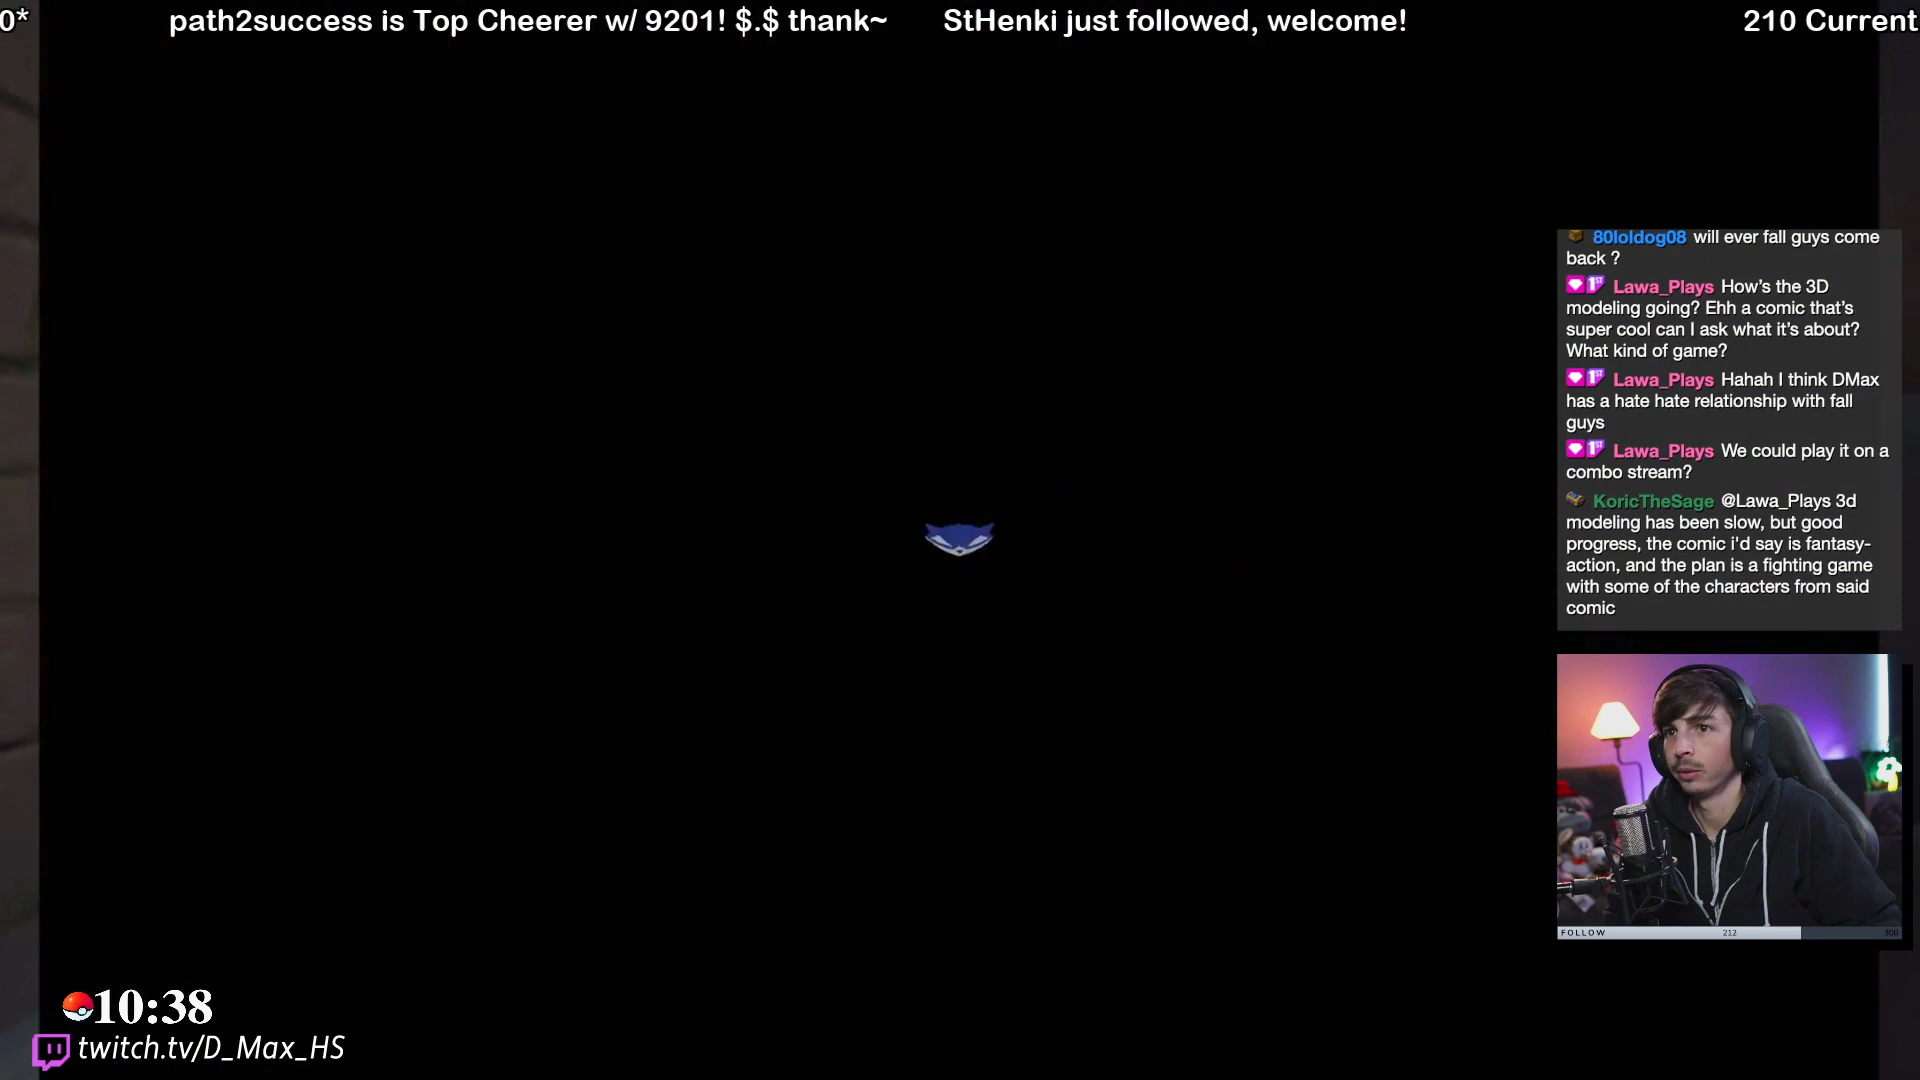 0*
path2success is Top Cheerer w/ 9201! $.$ thank~
StHenki just followed, welcome!
210 Current
80loldog08 will ever fall guys come
back ?
1ST Lawa_Plays How's the 3D
modeling going? Ehh a comic that's
super cool can I ask what it's about?
What kind of game?
1ST Lawa_Plays Hahah I think DMax
has a hate hate relationship with fall
guys
1ST Lawa_Plays We could play it on a
combo stream?
KoricTheSage @Lawa_Plays 3d
modeling has been slow, but good
progress, the comic i'd say is fantasy-
action, and the plan is a fighting game
with some of the characters from said
comic
FOLLOW 212 300
10:38
twitch.tv/D_Max_HS